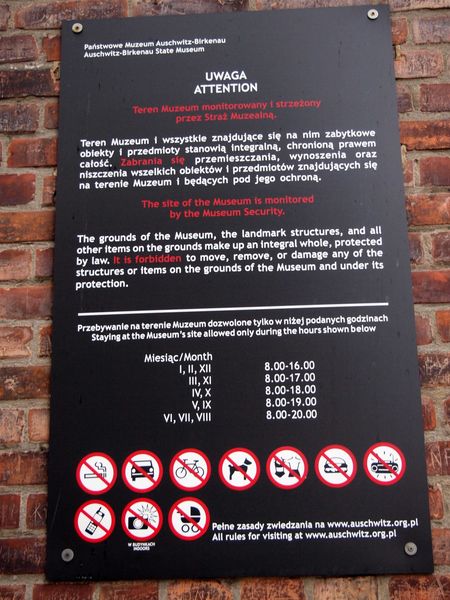 Państwowe Muzeum Auschwitz-Birkenau
Auschwitz-Birkenau State Museum
UWAGA
ATTENTION
Teren Muzeum monitorowany i strzeżony
przez Straż Muzealną.
Teren Muzeum i wszystkie znajdujące się na nim zabytkowe
obiekty i przedmioty stanowią integralną, chronioną prawem
całość. Zabrania się przemieszczania, wynoszenia oraz
niszczenia wszelkich obiektów i przedmiotów znajdujących się
na terenie Muzeum i będących pod jego ochroną.
The site of the Museum is monitored
by the Museum Security.
The grounds of the Museum, the landmark structures, and all
other items on the grounds make up an integral whole, protected
by law. It is forbidden to move, remove, or damage any of the
structures or items on the grounds of the Museum and under its
protection.
Przebywanie na terenie Muzeum dozwolone tylko w niżej podanych godzinach
Staying at the Museum's site allowed only during the hours shown below
Miesiąc/Month
I, II, XII 8.00-16.00
III, XI 8.00-17.00
IV, X 8.00-18.00
V, IX 8.00-19.00
VI, VII, VIII 8.00-20.00
W BUDYNKACH
INDOORS
Pełne zasady zwiedzania na www.auschwitz.org.pl
All rules for visiting at www.auschwitz.org.pl